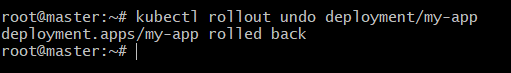 root@master:~# kubectl rollout undo deployment/my-app
deployment.apps/my-app rolled back
root@master:~#